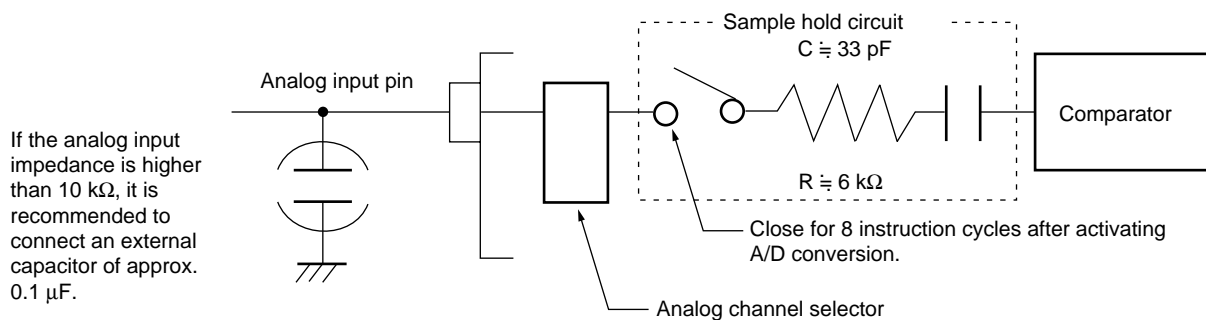 Sample hold circuit
C ≒ 33 pF
Analog input pin
Comparator
If the analog input
impedance is higher
than 10 kΩ, it is
recommended to
connect an external
capacitor of approx.
0.1 µF.
R ≒ 6 kΩ
Close for 8 instruction cycles after activating
A/D conversion.
Analog channel selector